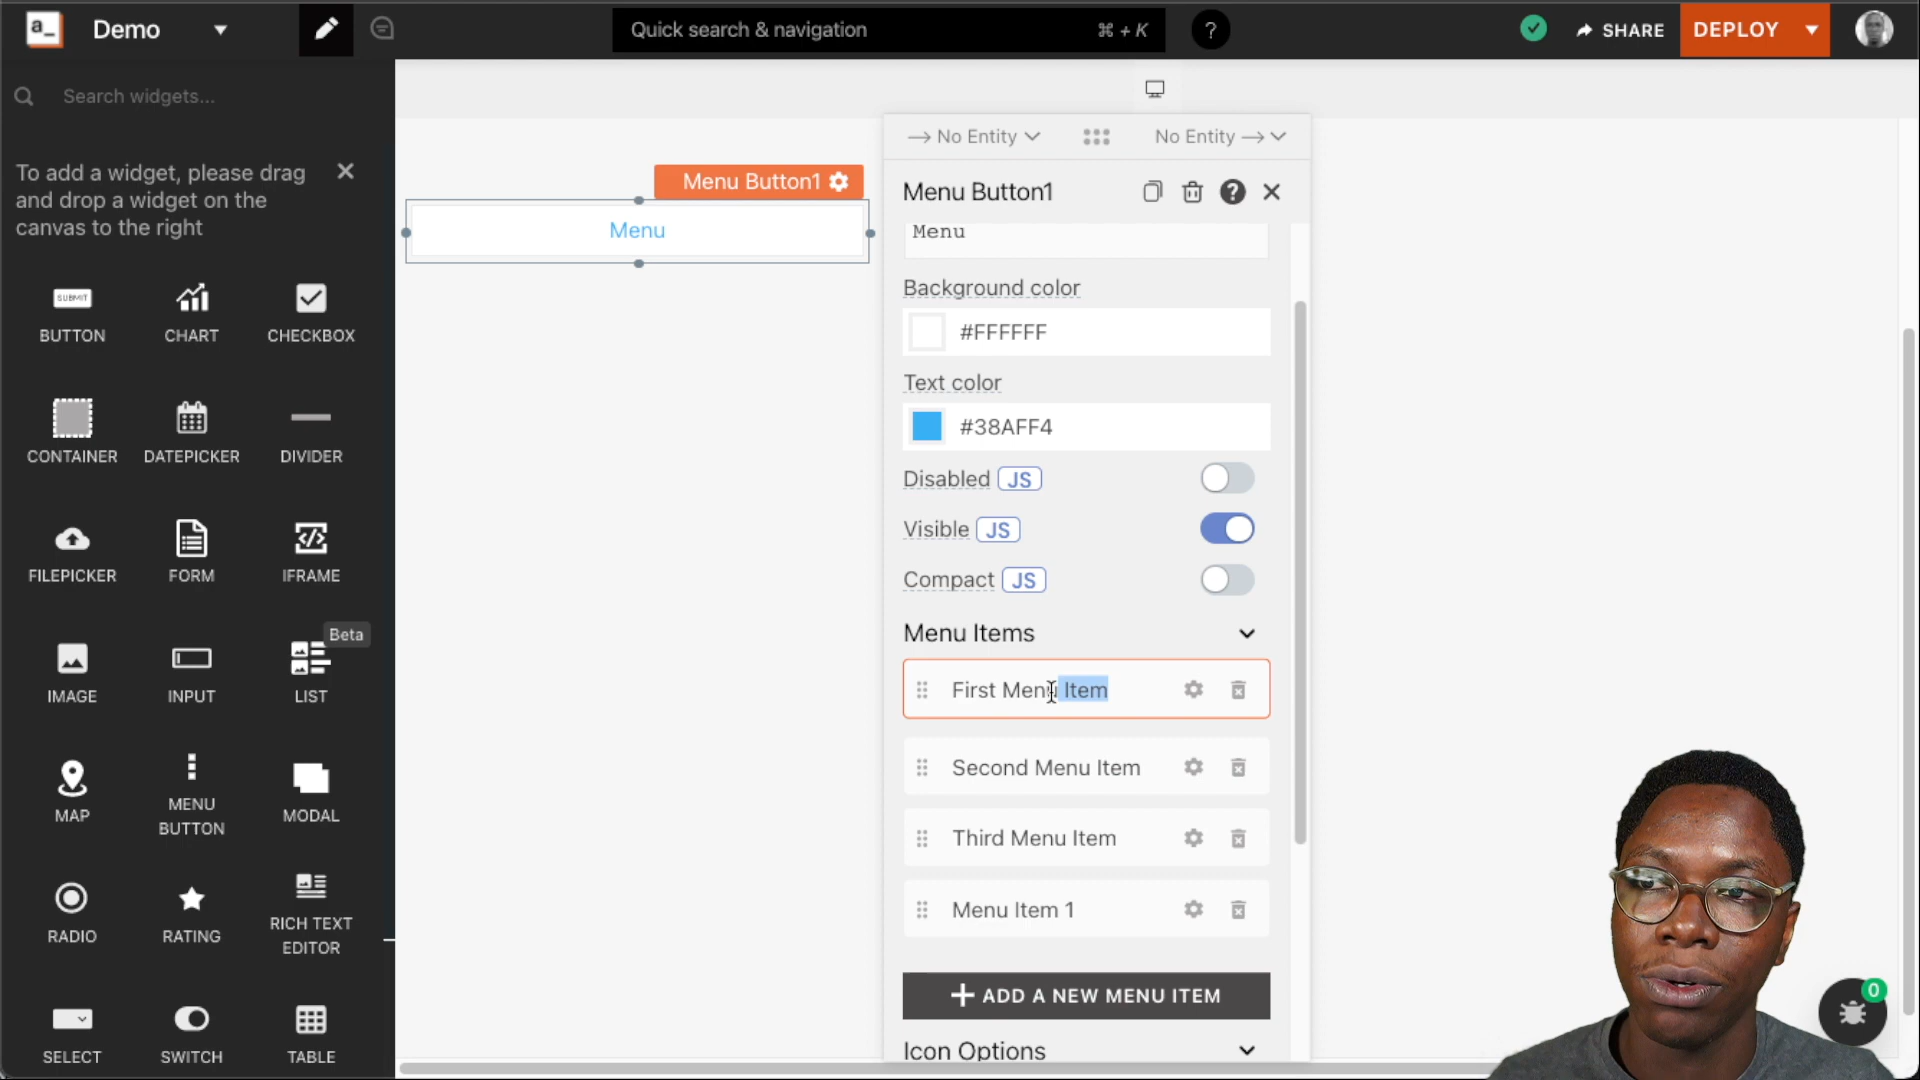 a_
Demo
Quick search & navigation
⌘ + K
?
SHARE
DEPLOY
Search widgets...
To add a widget, please drag
and drop a widget on the
canvas to the right
SUBMIT
BUTTON
CHART
CHECKBOX
CONTAINER
DATEPICKER
DIVIDER
FILEPICKER
FORM
IFRAME
Beta
IMAGE
INPUT
LIST
MAP
MENU
BUTTON
MODAL
RADIO
RATING
RICH TEXT
EDITOR
SELECT
SWITCH
TABLE
Menu Button1
Menu
No Entity
No Entity
Menu Button1
?
Menu
Background color
#FFFFFF
Text color
#38AFF4
Disabled JS
Visible JS
Compact JS
Menu Items
First Menu Item
Second Menu Item
Third Menu Item
Menu Item 1
+ ADD A NEW MENU ITEM
Icon Options
0